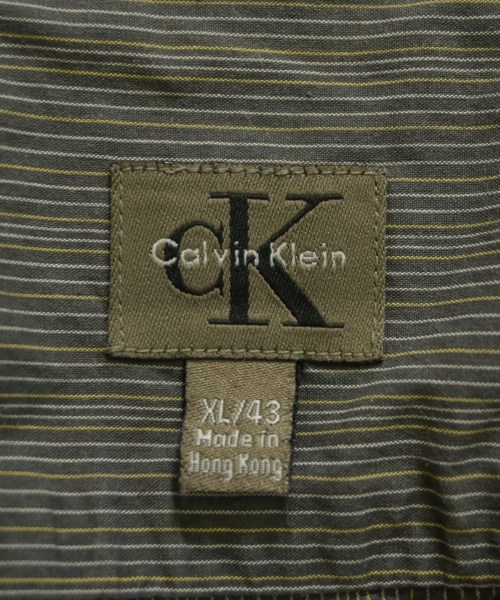 cK
Calvin Klein
XL/43
Made in
Hong Kong